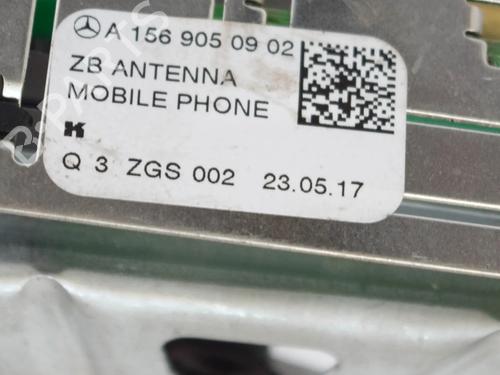 A 156 905 09 02
ZB ANTENNA
MOBILE PHONE
K
Q 3 ZGS 002 23.05.17